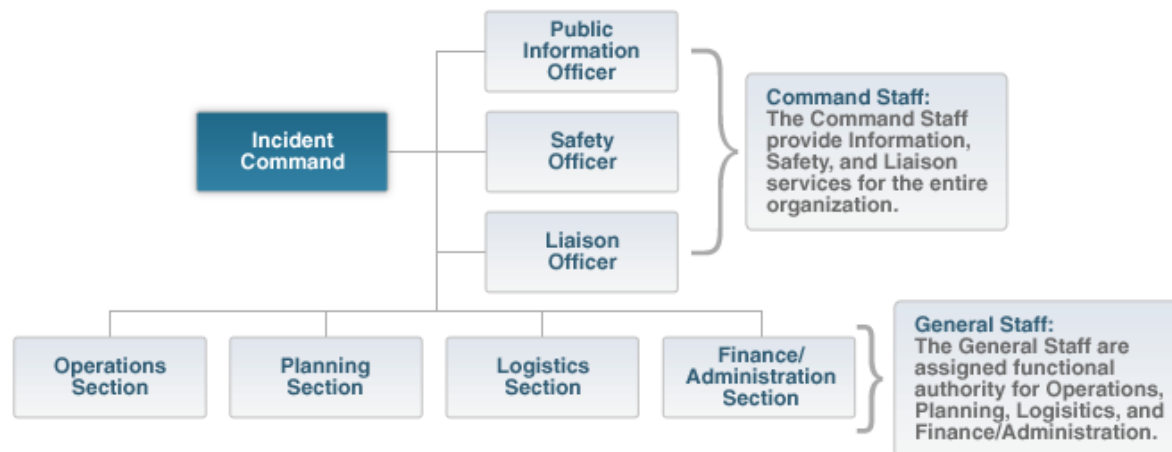 Public
Information
Officer
Command Staff:
The Command Staff
provide Information,
Safety, and Liaison
services for the entire
organization.
Incident
Command
Safety
Officer
Liaison
Officer
Operations
Section
Planning
Section
Logistics
Section
Finance/
Administration
Section
General Staff:
The General Staff are
assigned functional
authority for Operations,
Planning, Logisitics, and
Finance/Administration.